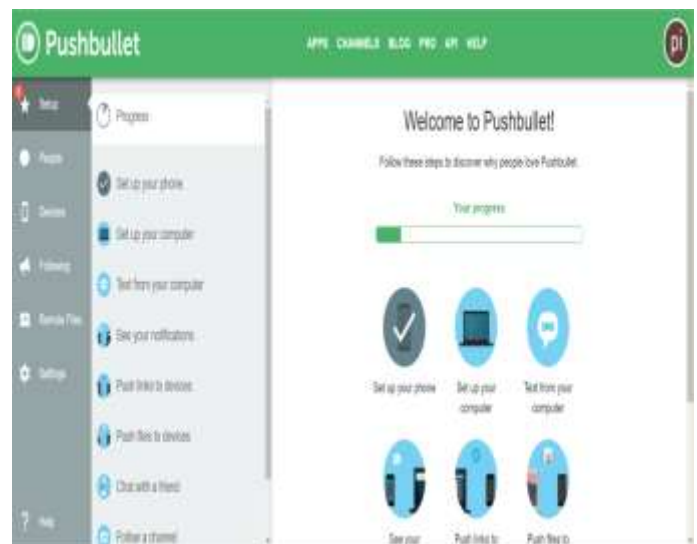 Pushbullet
APPS CHANNELS BLOG PRO API HELP
pi
Setup
People
Devices
Following
Remote Files
Settings
? Help
Progress
Set up your phone
Set up your computer
Text from your computer
See your notifications
Push links to devices
Push files to devices
Chat with a friend
Follow a channel
Welcome to Pushbullet!
Follow these steps to discover why people love Pushbullet.
Your progress
Set up your phone
Set up your
computer
Text from your
computer
See your
Push links to
Push files to